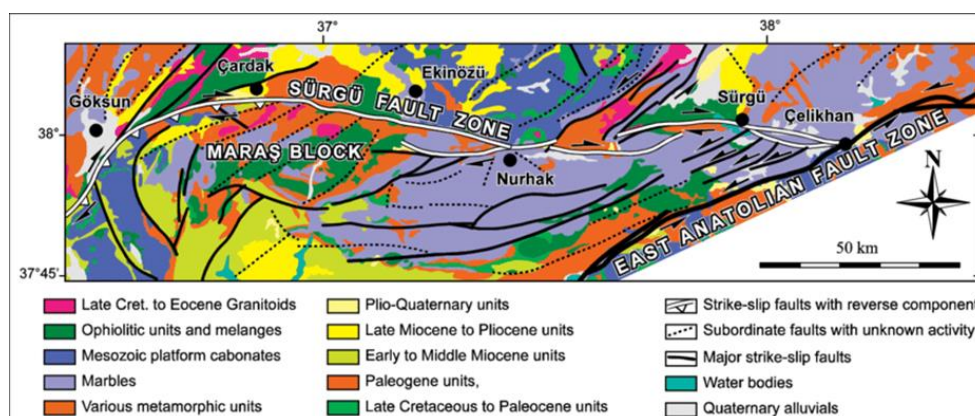 37°
38°
Çardak
Ekinözü
Göksun
SÜRGÜ FAULT ZONE
Sürgü
Çelikhan
38°
MARAŞ BLOCK
Nurhak
N
EAST ANATOLIAN FAULT ZONE
50 km
37°45'
Late Cret. to Eocene Granitoids
Ophiolitic units and melanges
Mesozoic platform cabonates
Marbles
Various metamorphic units
Plio-Quaternary units
Late Miocene to Pliocene units
Early to Middle Miocene units
Paleogene units,
Late Cretaceous to Paleocene units
Strike-slip faults with reverse component
Subordinate faults with unknown activity
Major strike-slip faults
Water bodies
Quaternary alluvials